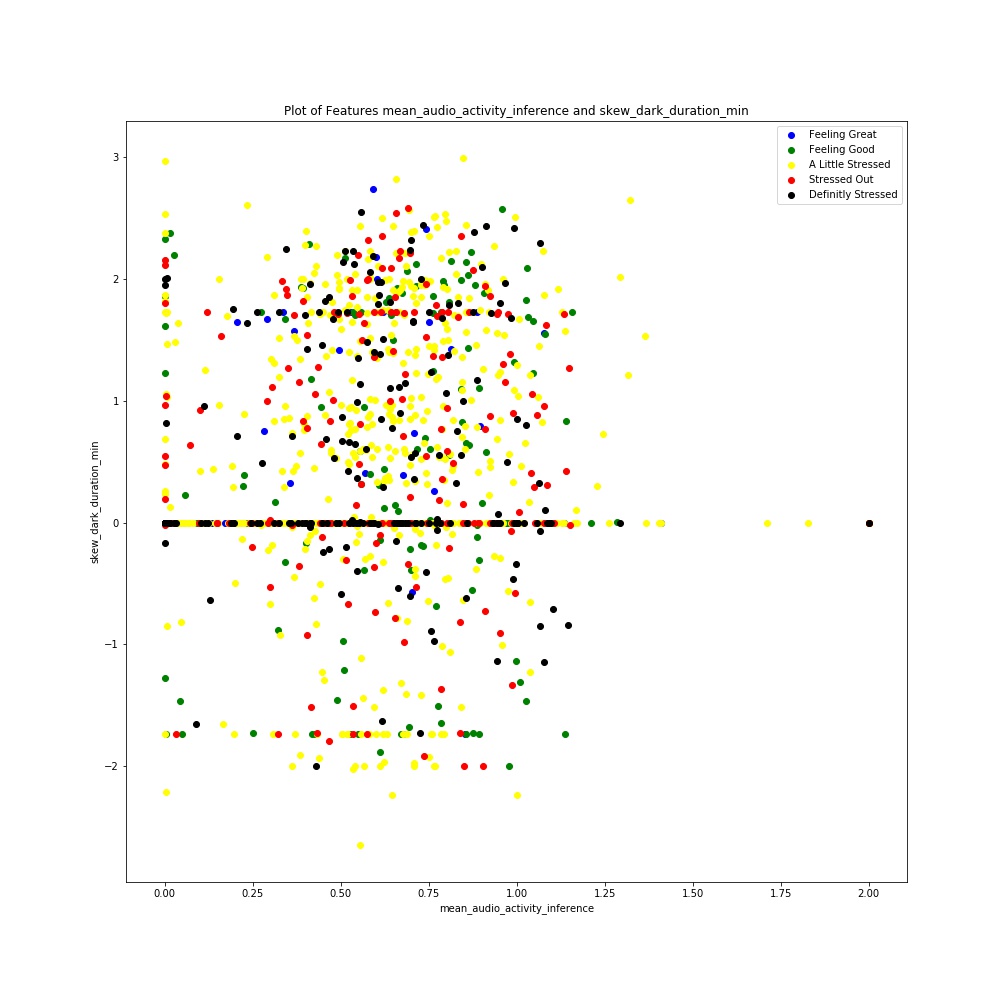 Plot of Features mean_audio_activity_inference and skew_dark_duration_min
Feeling Great
Feeling Good
A Little Stressed
Stressed Out
Definitly Stressed
3
2
1
0
−1
−2
skew_dark_duration_min
0.00 0.25 0.50 0.75 1.00 1.25 1.50 1.75 2.00
mean_audio_activity_inference